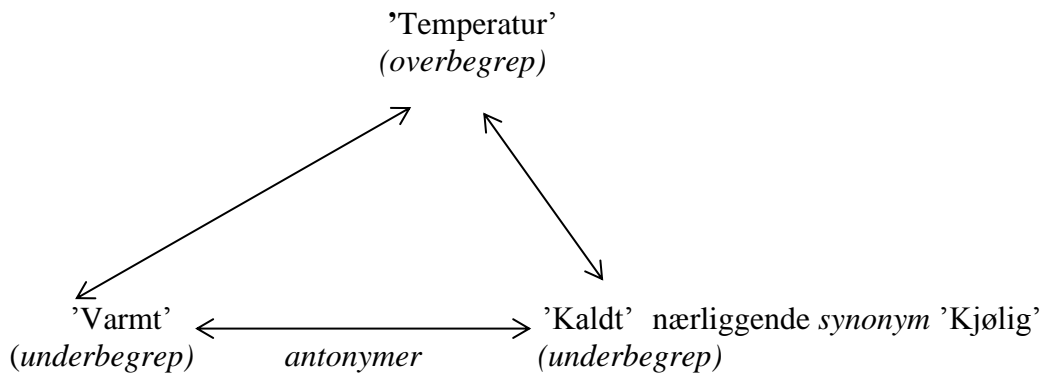 ’Temperatur’
(overbegrep)
’Varmt’ ’Kaldt’ nærliggende synonym ’Kjølig’
(underbegrep) antonymer (underbegrep)